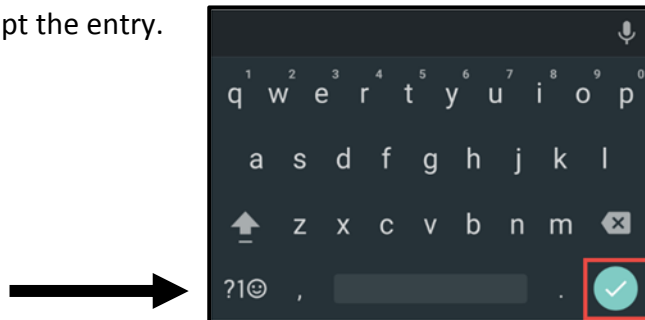 pt the entry.
1 2 3 4 5 6 7 8 9 0
q w e r t y u i o p
a s d f g h j k l
z x c v b n m
?1☺ , .